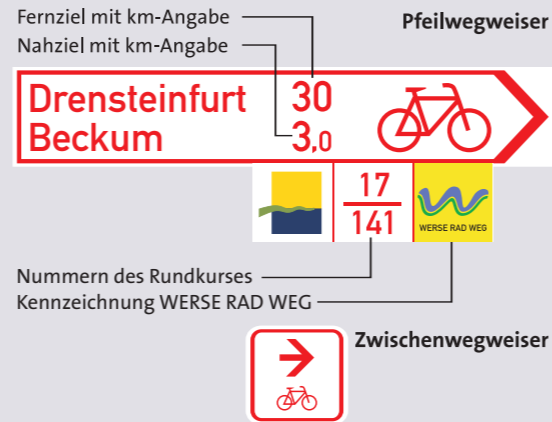 Fernziel mit km-Angabe
Pfeilwegweiser
Nahziel mit km-Angabe
Drensteinfurt 30
Beckum 3,0
17
141
WERSE RAD WEG
Nummern des Rundkurses
Kennzeichnung WERSE RAD WEG
Zwischenwegweiser